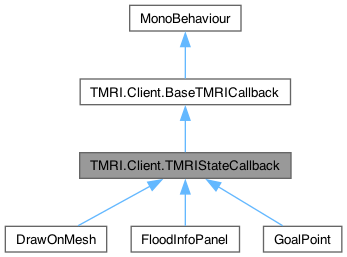 MonoBehaviour
TMRI.Client.BaseTMRICallback
TMRI.Client.TMRIStateCallback
DrawOnMesh
FloodInfoPanel
GoalPoint